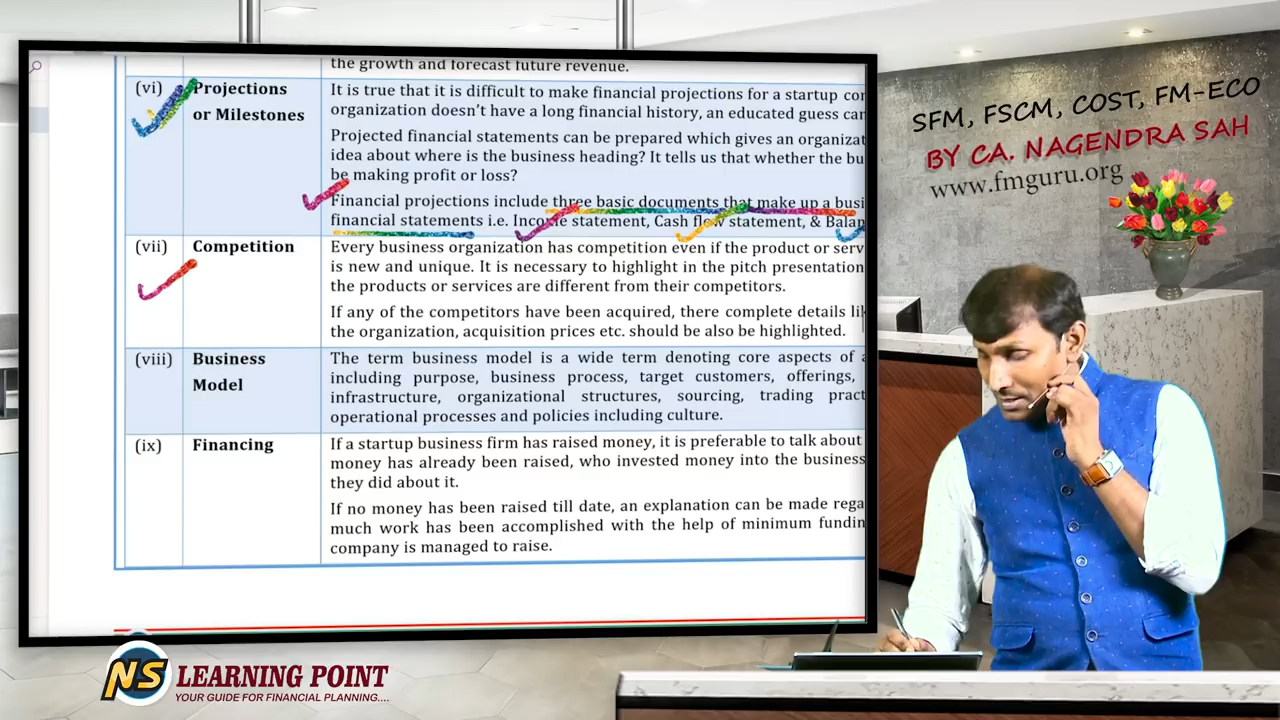 the growth and forecast future revenue.
(vi) Projections or Milestones
It is true that it is difficult to make financial projections for a startup
organization doesn't have a long financial history, an educated guess
Projected financial statements can be prepared which gives an
idea about where is the business heading? It tells us that whether the
be making profit or loss?
Financial projections include three basic documents that make up a
financial statements i.e. Income statement, Cash flow statement, &
(vii) Competition
Every business organization has competition even if the product or
is new and unique. It is necessary to highlight in the pitch presentation
the products or services are different from their competitors.
If any of the competitors have been acquired, there complete details
the organization, acquisition prices etc. should be also be highlighted.
(viii) Business Model
The term business model is a wide term denoting core aspects of
including purpose, business process, target customers, offerings,
infrastructure, organizational structures, sourcing, trading
operational processes and policies including culture.
(ix) Financing
If a startup business firm has raised money, it is preferable to talk about
money has already been raised, who invested money into the business
they did about it.
If no money has been raised till date, an explanation can be made
much work has been accomplished with the help of minimum
company is managed to raise.
SFM, FSCM, COST, FM-ECO
BY CA. NAGENDRA SAH
www.fmguru.org
NS LEARNING POINT
YOUR GUIDE FOR FINANCIAL PLANNING....